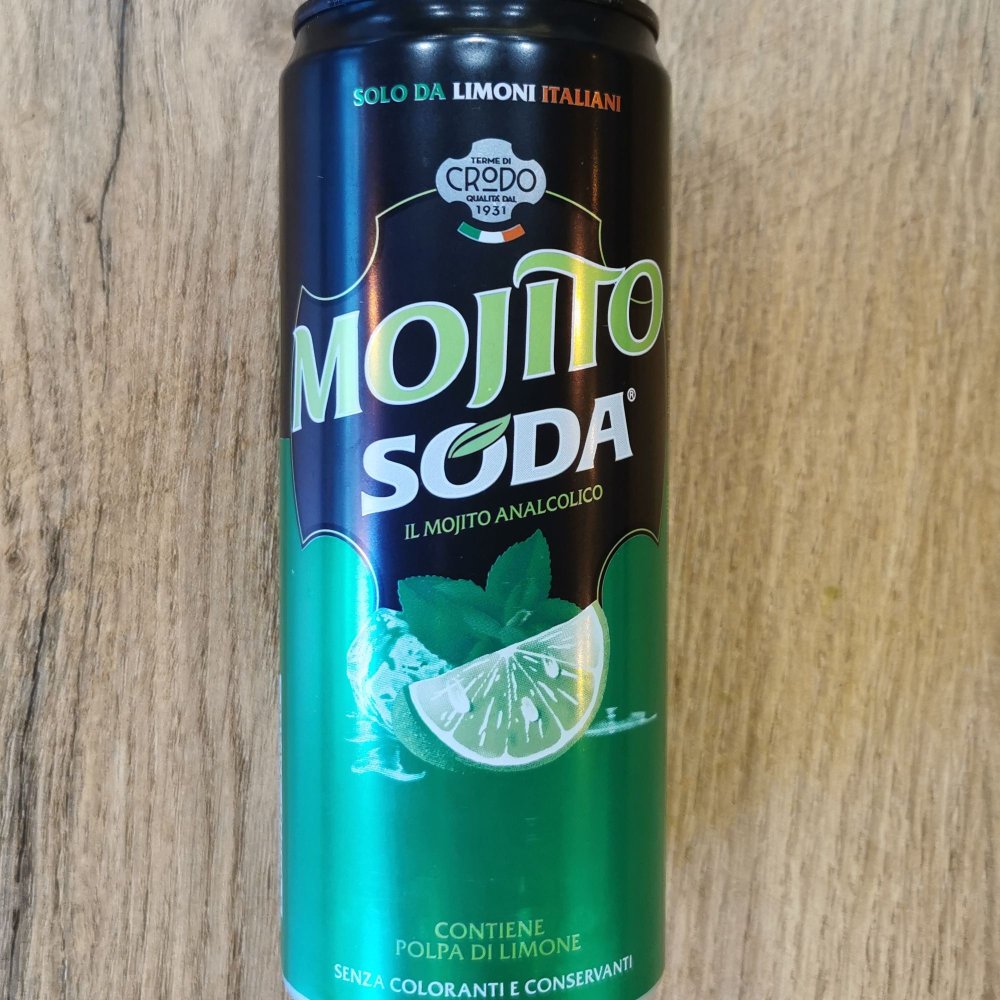 SOLO DA LIMONI ITALIANI
TERME DI
CRODO
QUALITÀ DAL
1931
MOJITO
SODA®
IL MOJITO ANALCOLICO
CONTIENE
POLPA DI LIMONE
SENZA COLORANTI E CONSERVANTI